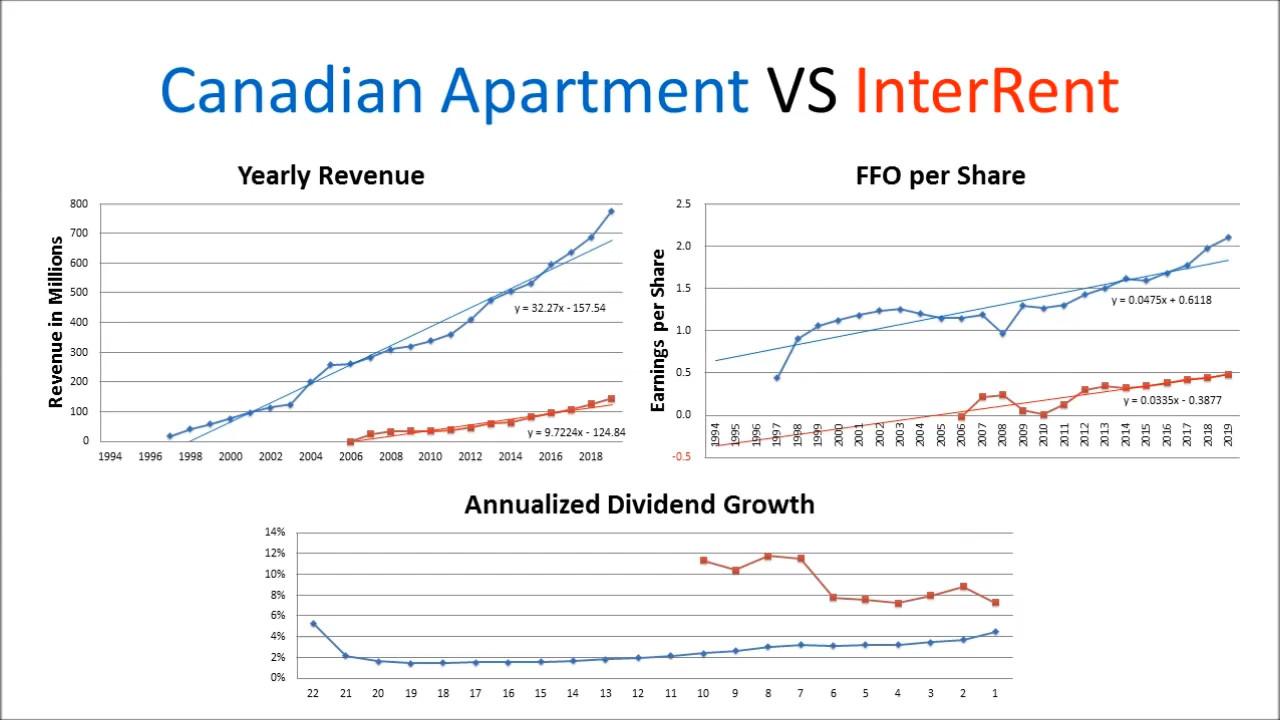 Canadian Apartment VS InterRent
Yearly Revenue
Revenue in Millions
800
700
600
500
400
300
200
100
0
y = 32.27x - 157.54
y = 9.7224x - 124.84
1994 1996 1998 2000 2002 2004 2006 2008 2010 2012 2014 2016 2018
FFO per Share
Earnings per Share
2.5
2.0
1.5
1.0
0.5
0.0
-0.5
y = 0.0475x + 0.6118
y = 0.0335x - 0.3877
1994 1995 1996 1997 1998 1999 2000 2001 2002 2003 2004 2005 2006 2007 2008 2009 2010 2011 2012 2013 2014 2015 2016 2017 2018 2019
Annualized Dividend Growth
14%
12%
10%
8%
6%
4%
2%
0%
22 21 20 19 18 17 16 15 14 13 12 11 10 9 8 7 6 5 4 3 2 1